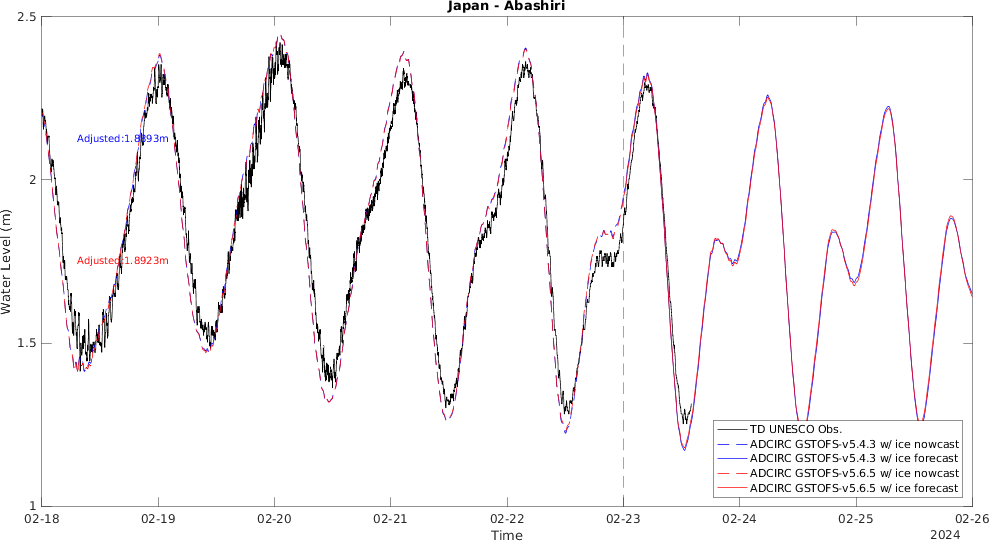 Japan - Abashiri
Water Level (m)
2.5
2
1.5
1
Adjusted:1.8893m
Adjusted:1.8923m
TD UNESCO Obs.
ADCIRC GSTOFS-v5.4.3 w/ ice nowcast
ADCIRC GSTOFS-v5.4.3 w/ ice forecast
ADCIRC GSTOFS-v5.6.5 w/ ice nowcast
ADCIRC GSTOFS-v5.6.5 w/ ice forecast
02-18 02-19 02-20 02-21 02-22 02-23 02-24 02-25 02-26
Time
2024